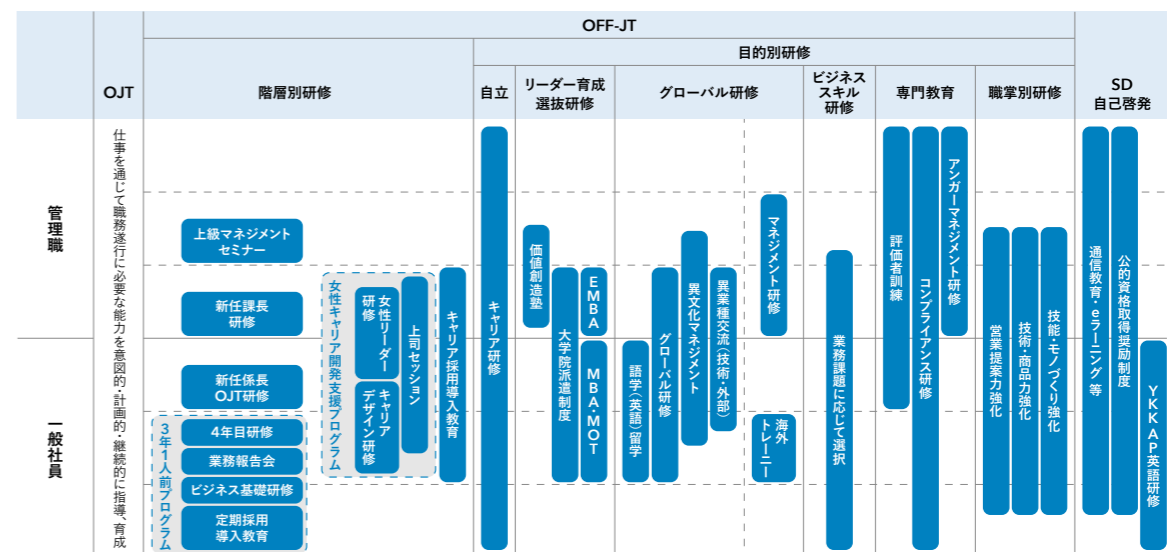 OFF-JT
目的別研修
OJT
階層別研修
自立
リーダー育成
選抜研修
グローバル研修
ビジネス
スキル
研修
専門教育
職掌別研修
SD
自己啓発
管理職
一般社員
仕事を通じて職務遂行に必要な能力を意図的・計画的・継続的に指導、育成
上級マネジメント
セミナー
新任課長
研修
新任係長
OJT研修
3年1人前プログラム
4年目研修
業務報告会
ビジネス基礎研修
定期採用
導入教育
女性キャリア開発支援プログラム
女性リーダー
研修
キャリア
デザイン研修
上司セッション
キャリア採用導入教育
キャリア研修
価値創造塾
大学院派遣制度
EMBA
MBA・MOT
語学(英語)留学
グローバル研修
異文化マネジメント
異業種交流(技術・外部)
マネジメント研修
海外
トレーニー
業務課題に応じて選択
評価者訓練
コンプライアンス研修
アンガーマネジメント研修
営業提案力強化
技術・商品力強化
技能・モノづくり強化
通信教育・eラーニング 等
公的資格取得奨励制度
YKK AP英語研修